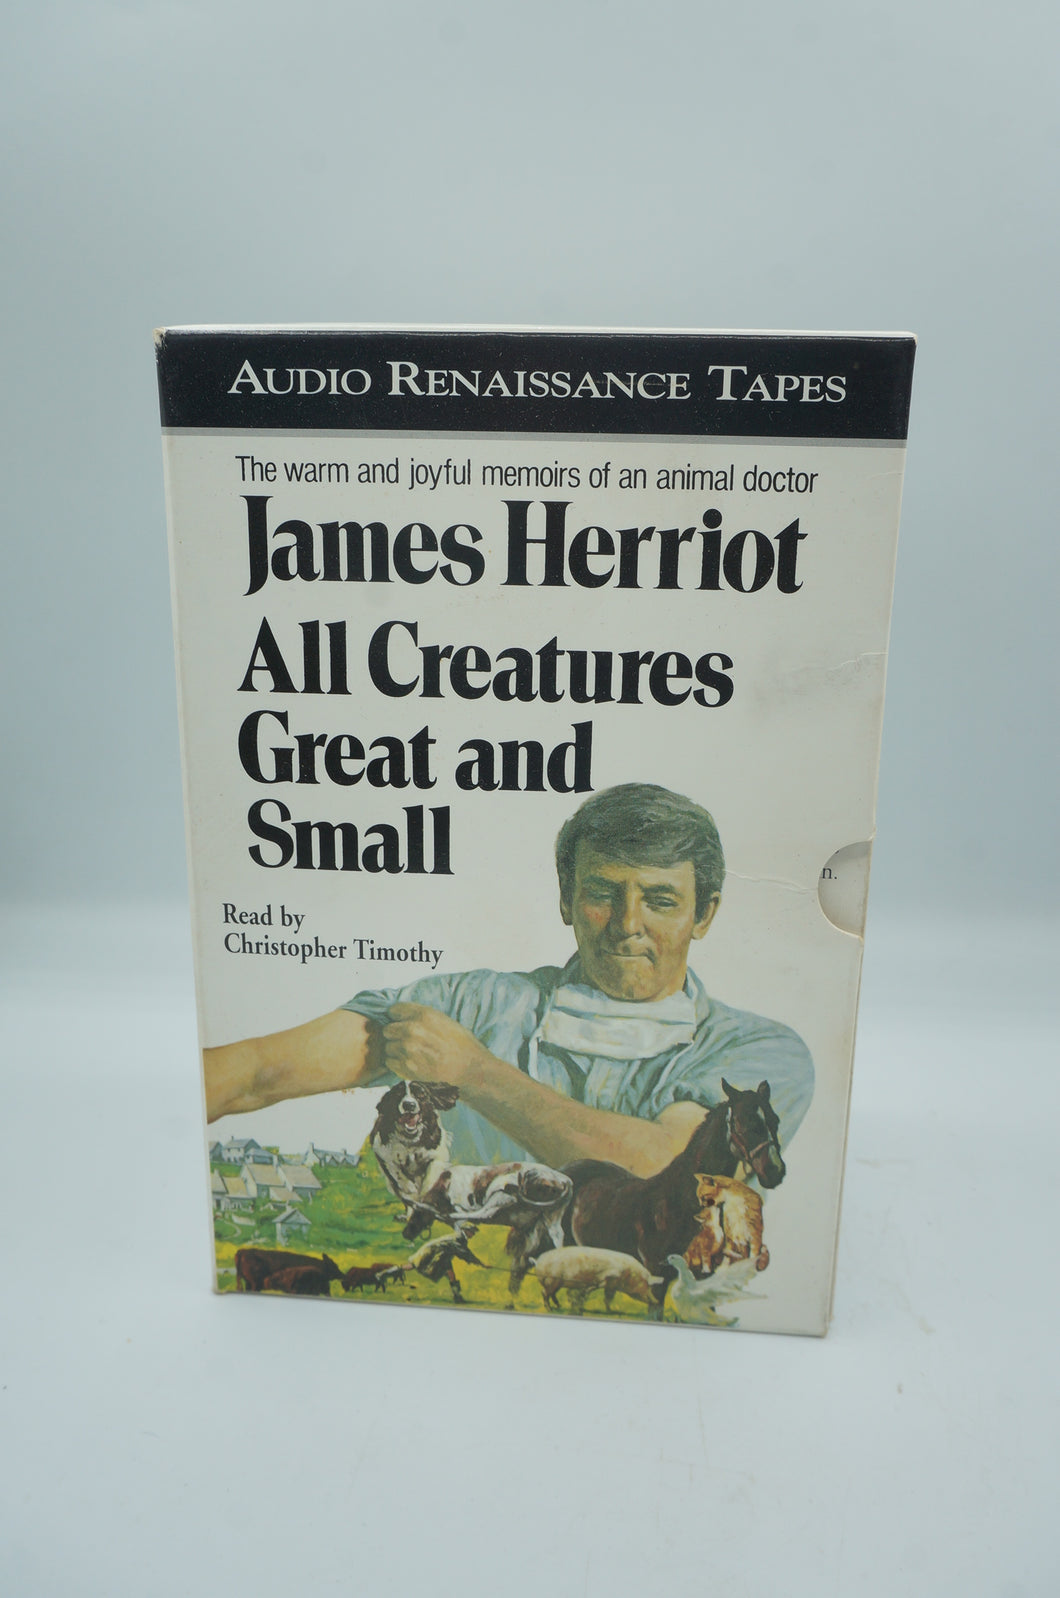 AUDIO RENAISSANCE TAPES
The warm and joyful memoirs of an animal doctor
James Herriot
All Creatures
Great and
Small
Read by
Christopher Timothy
n.